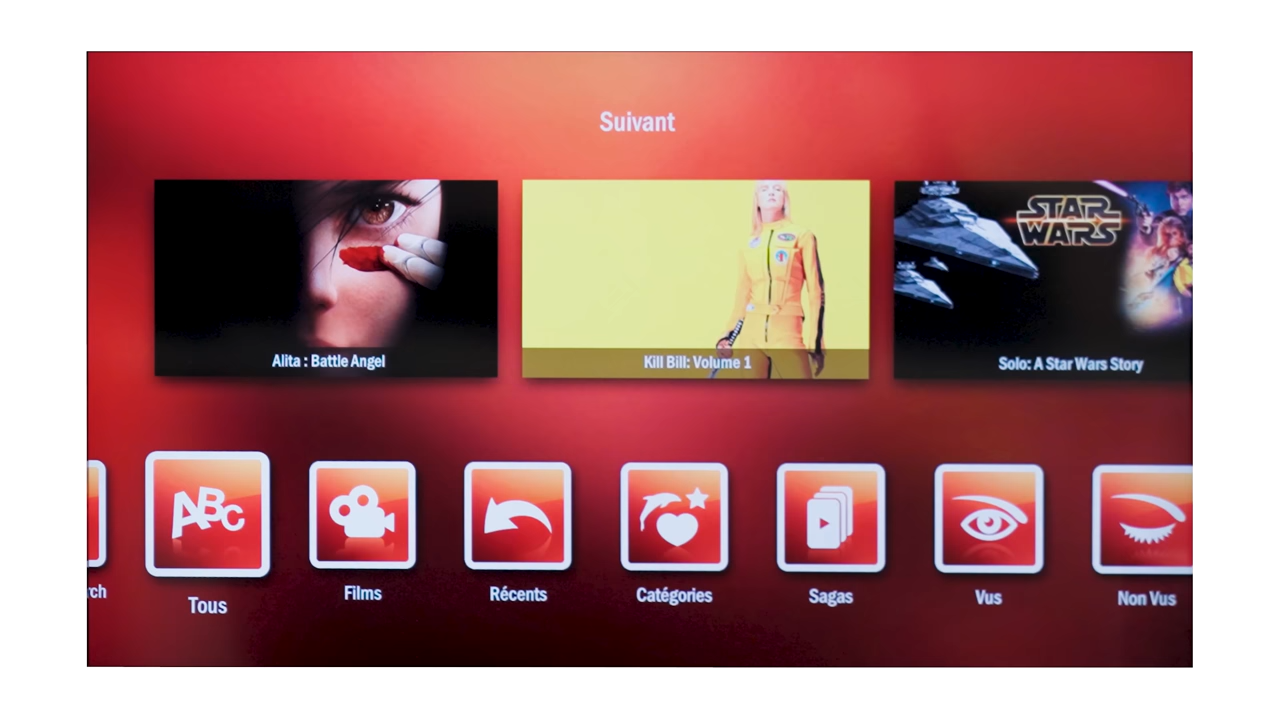 Suivant
STAR
WARS
Alita : Battle Angel
Kill Bill: Volume 1
Solo: A Star Wars Story
ABC
rch
Tous
Films
Récents
Catégories
Sagas
Vus
Non Vus